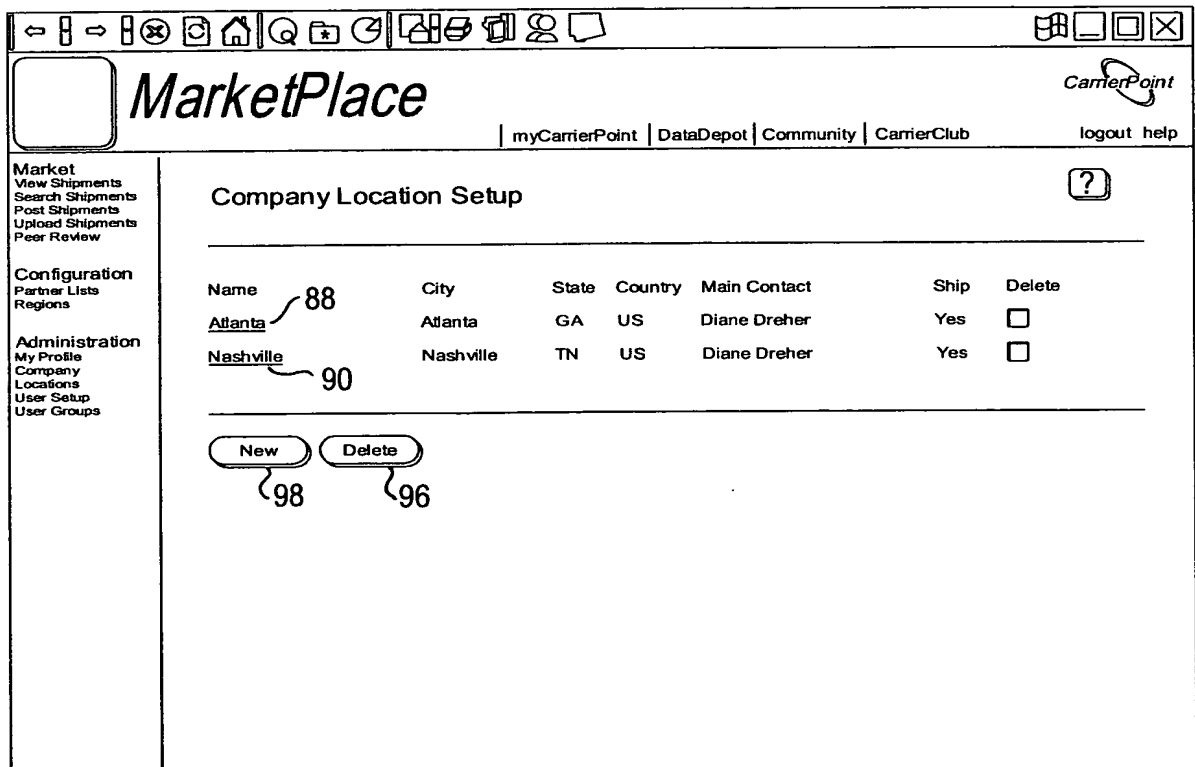 MarketPlace
CarrierPoint
myCarrierPoint | DataDepot | Community | CarrierClub
logout help
Market
View Shipments
Search Shipments
Post Shipments
Upload Shipments
Peer Review
Configuration
Partner Lists
Regions
Administration
My Profile
Company
Locations
User Setup
User Groups
Company Location Setup
?
Name City State Country Main Contact Ship Delete
88
Atlanta Atlanta GA US Diane Dreher Yes
Nashville Nashville TN US Diane Dreher Yes
90
New Delete
98 96